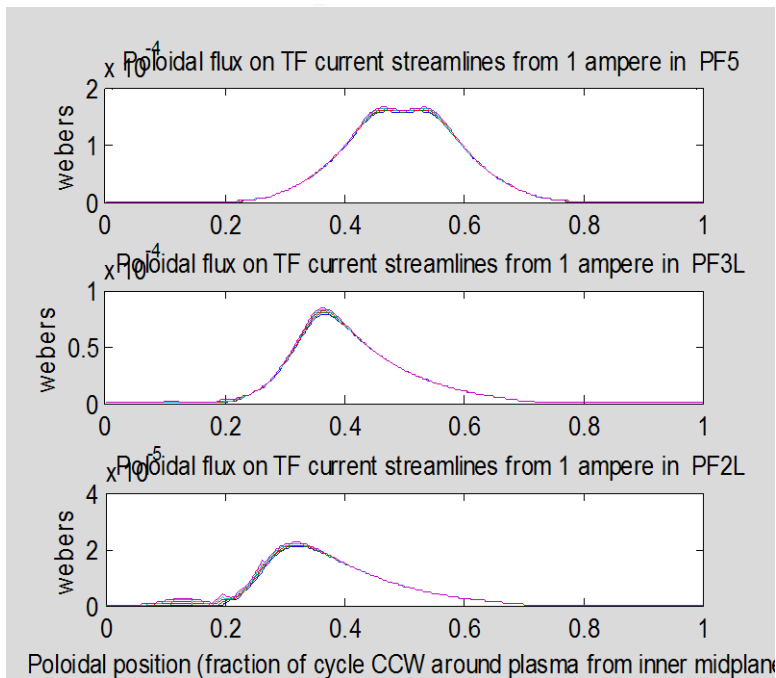 x 10-4
Poloidal flux on TF current streamlines from 1 ampere in PF5
2
1
0
webers
0 0.2 0.4 0.6 0.8 1
x 10-4
Poloidal flux on TF current streamlines from 1 ampere in PF3L
1
0.5
0
webers
0 0.2 0.4 0.6 0.8 1
x 10-5
Poloidal flux on TF current streamlines from 1 ampere in PF2L
4
2
0
webers
0 0.2 0.4 0.6 0.8 1
Poloidal position (fraction of cycle CCW around plasma from inner midplane